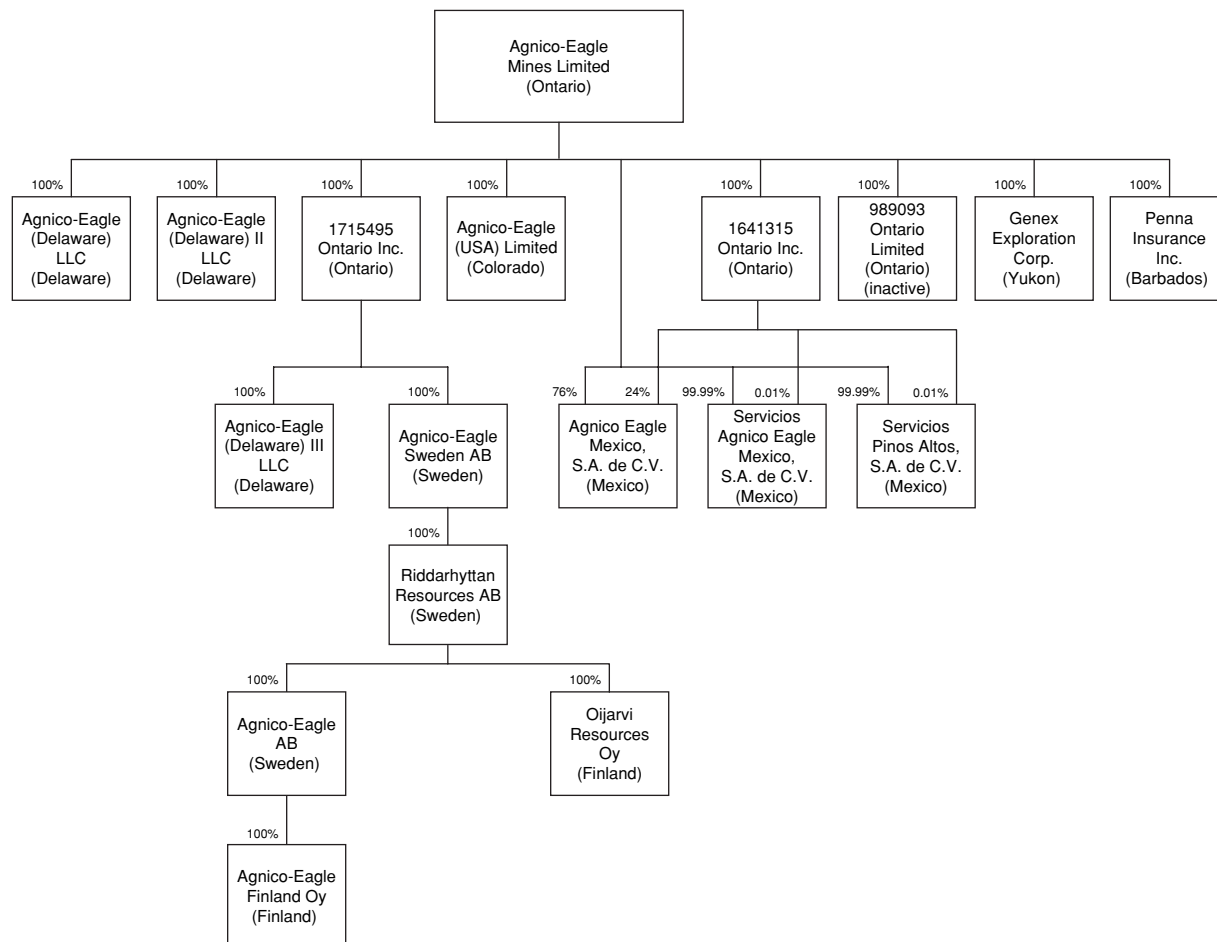 Agnico-Eagle
Mines Limited
(Ontario)
100%
100%
100%
100%
100%
100%
100%
100%
Agnico-Eagle
(Delaware)
LLC
(Delaware)
Agnico-Eagle
(Delaware) II
LLC
(Delaware)
1715495
Ontario Inc.
(Ontario)
Agnico-Eagle
(USA) Limited
(Colorado)
1641315
Ontario Inc.
(Ontario)
989093
Ontario
Limited
(Ontario)
(inactive)
Genex
Exploration
Corp.
(Yukon)
Penna
Insurance
Inc.
(Barbados)
100%
100%
76%
24%
99.99%
0.01%
99.99%
0.01%
Agnico-Eagle
(Delaware) III
LLC
(Delaware)
Agnico-Eagle
Sweden AB
(Sweden)
Agnico Eagle
Mexico,
S.A. de C.V.
(Mexico)
Servicios
Agnico Eagle
Mexico,
S.A. de C.V.
(Mexico)
Servicios
Pinos Altos,
S.A. de C.V.
(Mexico)
100%
Riddarhyttan
Resources AB
(Sweden)
100%
100%
Agnico-Eagle
AB
(Sweden)
Oijarvi
Resources
Oy
(Finland)
100%
Agnico-Eagle
Finland Oy
(Finland)